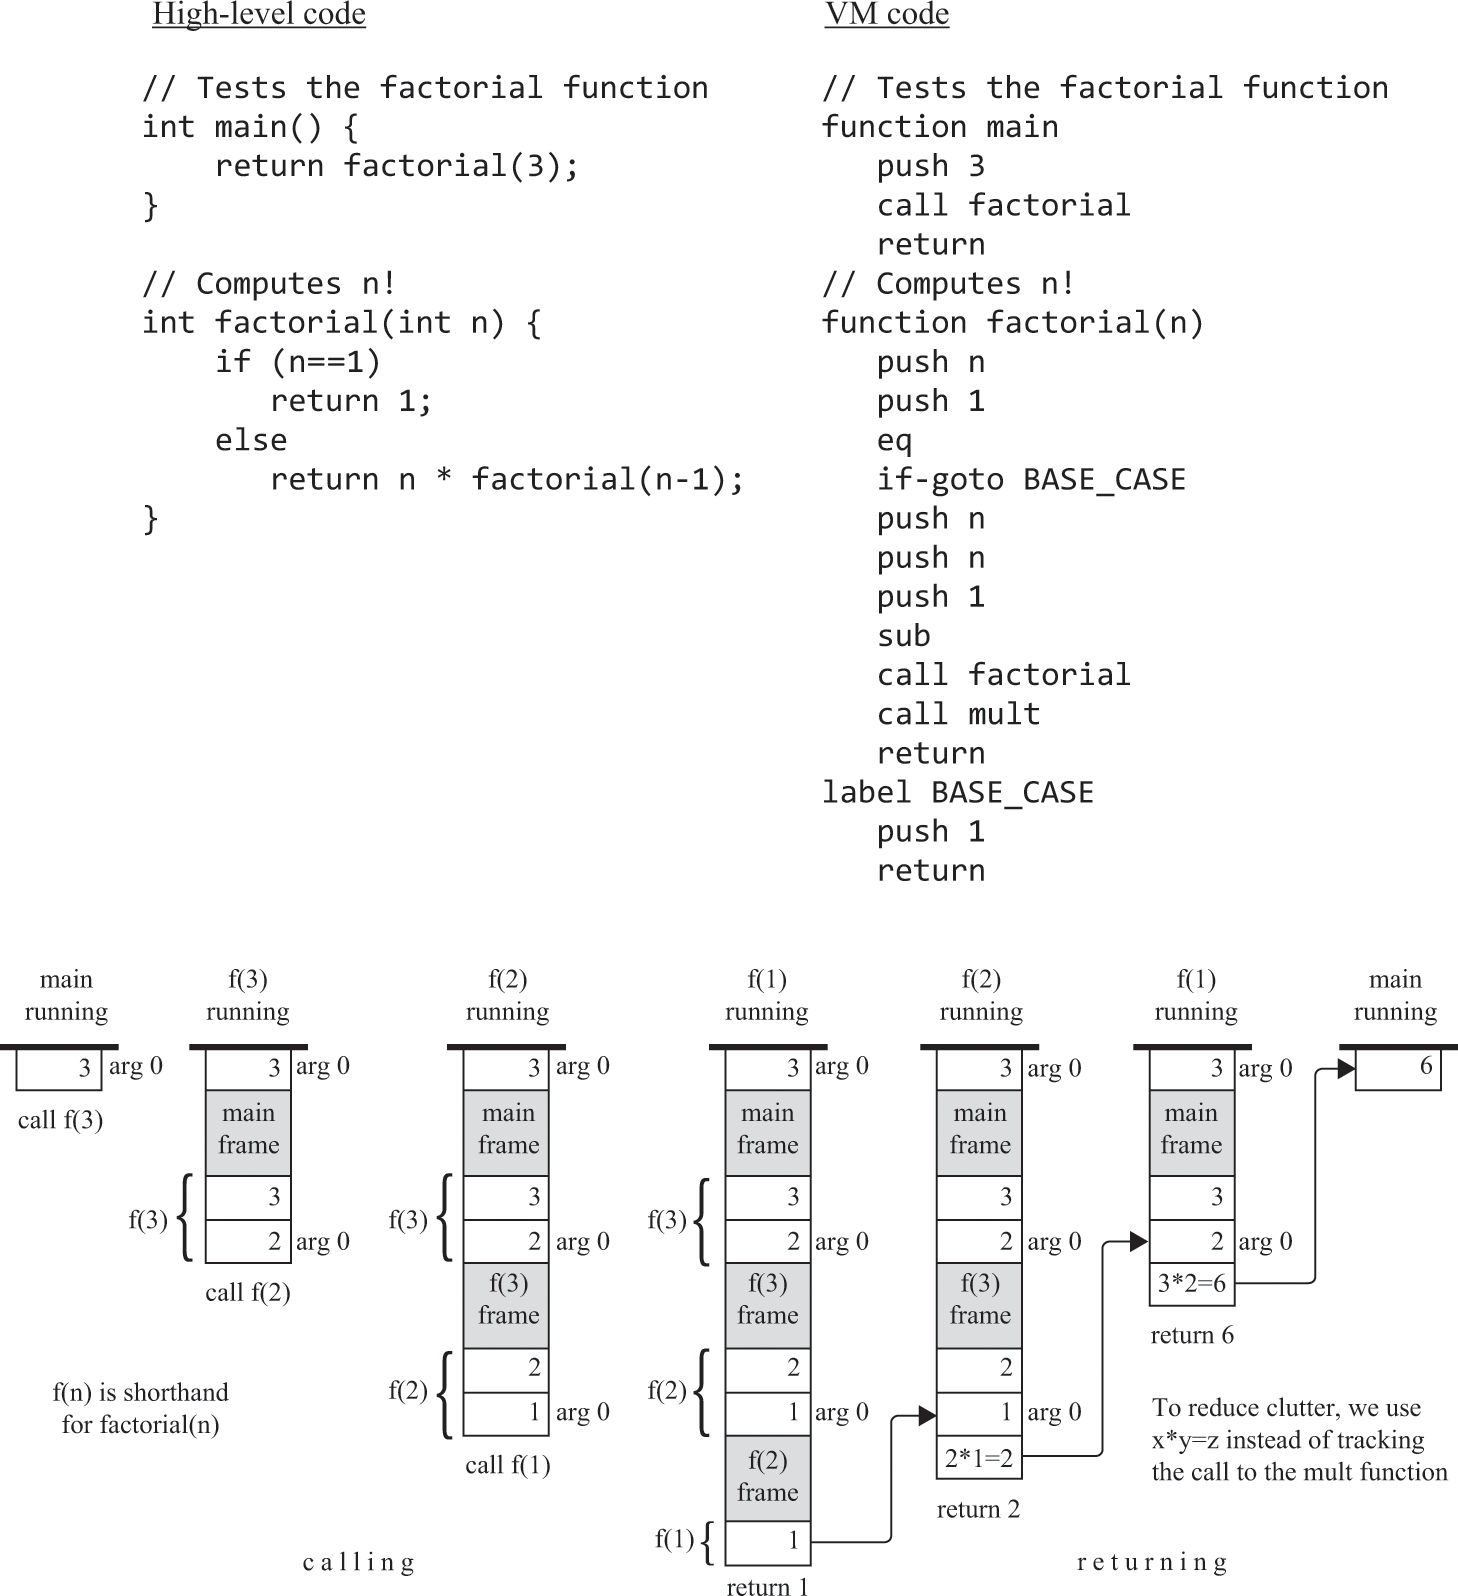 High-level code
// Tests the factorial function
int main() {
    return factorial(3);
}
// Computes n!
int factorial(int n) {
    if (n==1)
       return 1;
    else
       return n * factorial(n-1);
}
VM code
// Tests the factorial function
function main
   push 3
   call factorial
   return
// Computes n!
function factorial(n)
   push n
   push 1
   eq
   if-goto BASE_CASE
   push n
   push n
   push 1
   sub
   call factorial
   call mult
   return
label BASE_CASE
   push 1
   return
main
running
3 arg 0
call f(3)
f(3)
running
3 arg 0
main
frame
3
f(3)
2 arg 0
call f(2)
f(n) is shorthand
for factorial(n)
f(2)
running
3 arg 0
main
frame
3
f(3)
2 arg 0
f(3)
frame
2
f(2)
1 arg 0
call f(1)
calling
f(1)
running
3 arg 0
main
frame
3
f(3)
2 arg 0
f(3)
frame
2
f(2)
1 arg 0
f(2)
frame
f(1)
1
return 1
f(2)
running
3 arg 0
main
frame
3
2 arg 0
f(3)
frame
2
1 arg 0
2*1=2
return 2
f(1)
running
3 arg 0
main
frame
3
2 arg 0
3*2=6
return 6
main
running
6
To reduce clutter, we use
x*y=z instead of tracking
the call to the mult function
returning